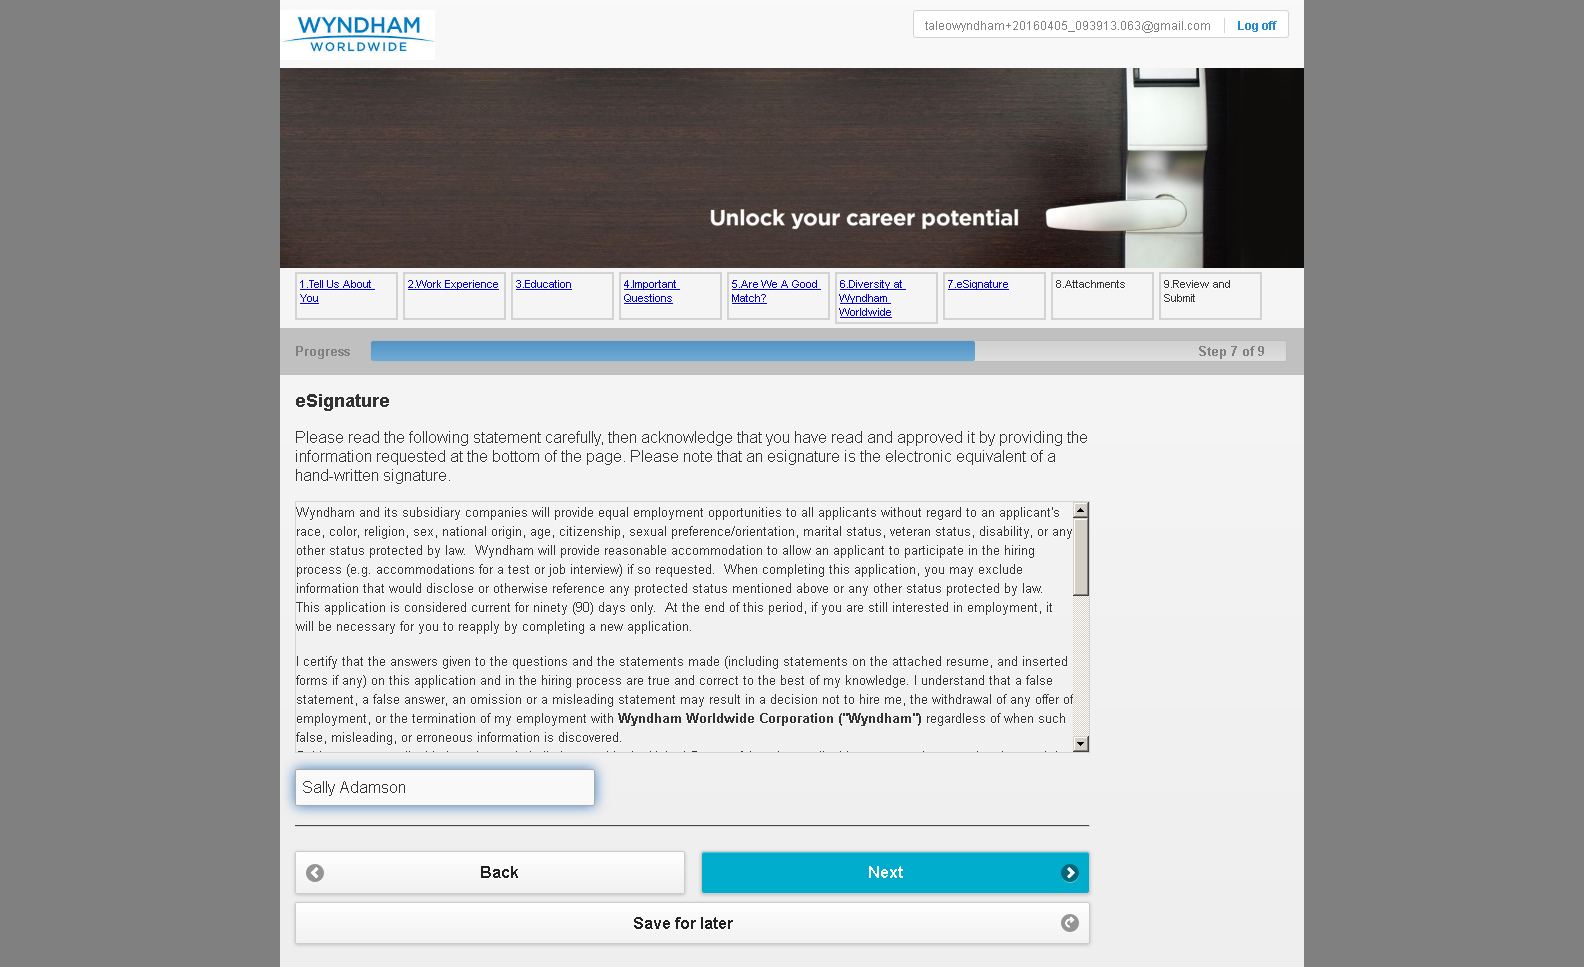 WYNDHAM
WORLDWIDE
taleowyndham+20160405_093913.063@gmail.com Log off
Unlock your career potential
1.Tell Us About
You
2.Work Experience
3.Education
4.Important
Questions
5.Are We A Good
Match?
6.Diversity at
Wyndham
Worldwide
7.eSignature
8.Attachments
9.Review and
Submit
Progress
Step 7 of 9
eSignature
Please read the following statement carefully, then acknowledge that you have read and approved it by providing the
information requested at the bottom of the page. Please note that an esignature is the electronic equivalent of a
hand-written signature.
Wyndham and its subsidiary companies will provide equal employment opportunities to all applicants without regard to an applicant's
race, color, religion, sex, national origin, age, citizenship, sexual preference/orientation, marital status, veteran status, disability, or any
other status protected by law.  Wyndham will provide reasonable accommodation to allow an applicant to participate in the hiring
process (e.g. accommodations for a test or job interview) if so requested.  When completing this application, you may exclude
information that would disclose or otherwise reference any protected status mentioned above or any other status protected by law.
This application is considered current for ninety (90) days only.  At the end of this period, if you are still interested in employment, it
will be necessary for you to reapply by completing a new application.
I certify that the answers given to the questions and the statements made (including statements on the attached resume, and inserted
forms if any) on this application and in the hiring process are true and correct to the best of my knowledge. I understand that a false
statement, a false answer, an omission or a misleading statement may result in a decision not to hire me, the withdrawal of any offer of
employment, or the termination of my employment with Wyndham Worldwide Corporation ("Wyndham") regardless of when such
false, misleading, or erroneous information is discovered.
Sally Adamson
Back
Next
Save for later